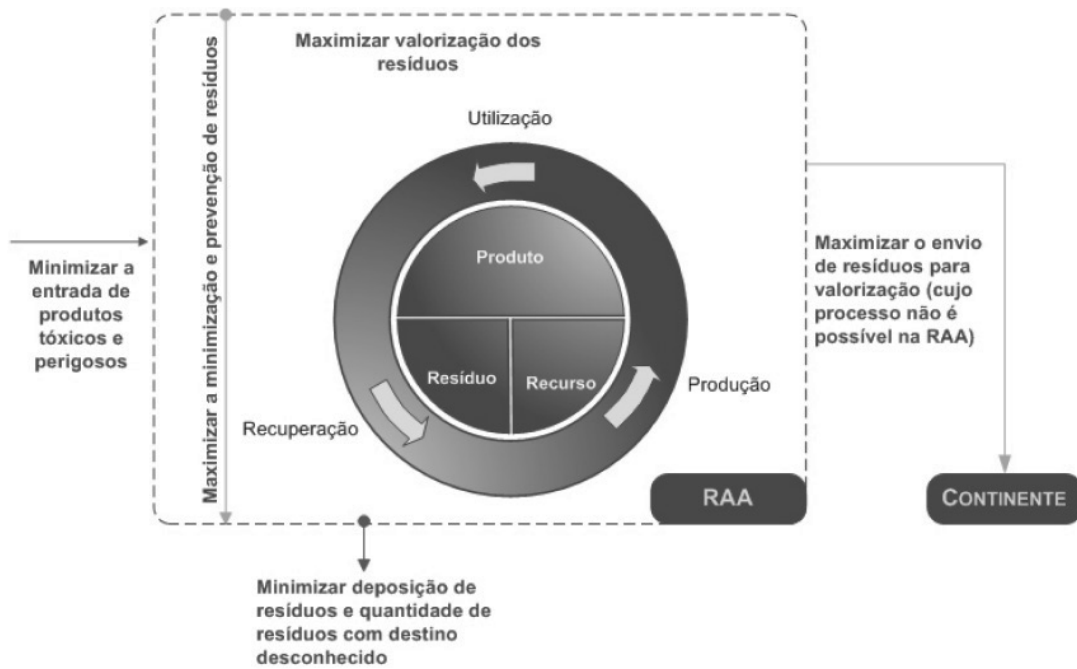 Maximizar valorização dos
resíduos
Maximizar a minimização e prevenção de resíduos
Utilização
Minimizar a
entrada de
produtos
tóxicos e
perigosos
Produto
Resíduo
Recurso
Maximizar o envio
de resíduos para
valorização (cujo
processo não é
possível na RAA)
Produção
Recuperação
RAA
CONTINENTE
Minimizar deposição de
resíduos e quantidade de
resíduos com destino
desconhecido